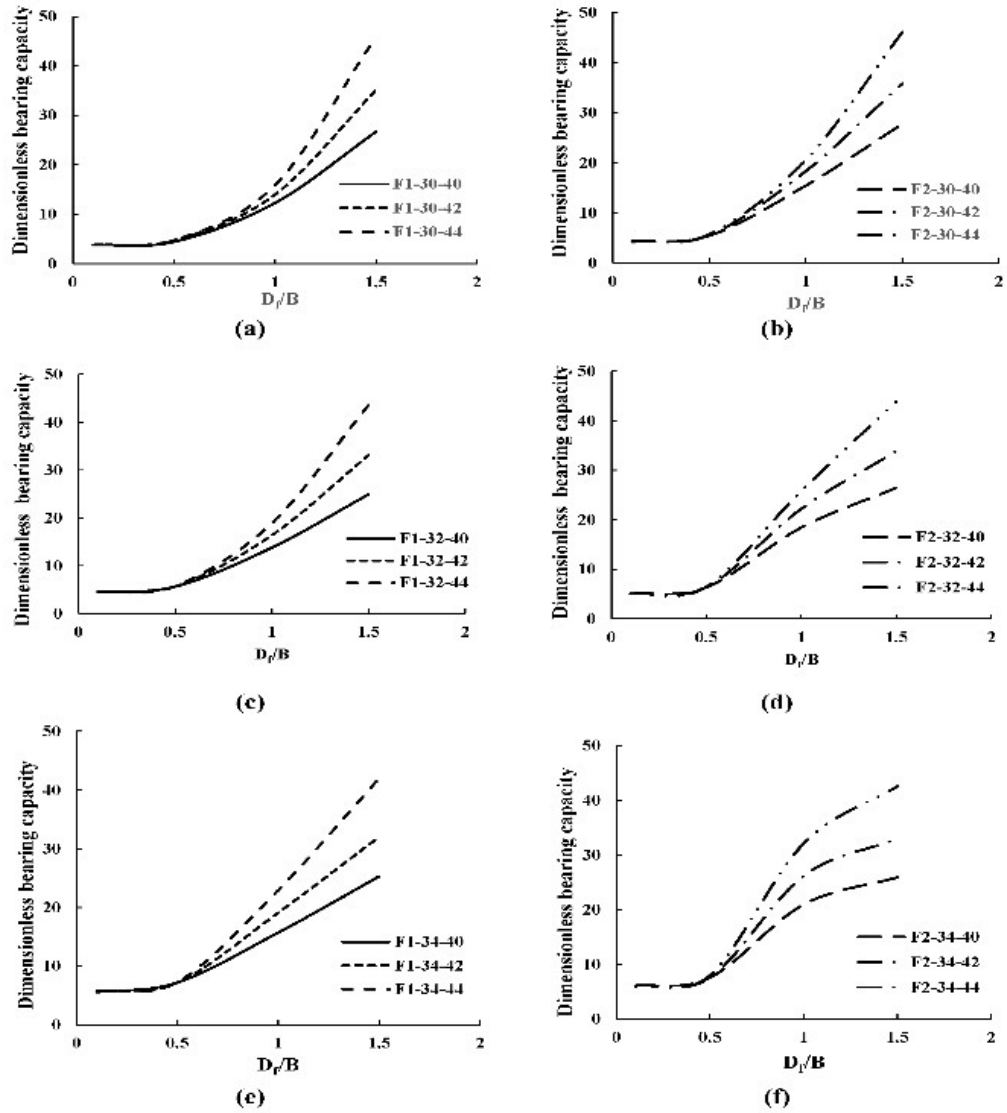 Dimensionless bearing capacity
50
40
30
20
10
0
F1-30-40
F1-30-42
F1-30-44
0
0.5
1
1.5
2
Df/B
(a)
Dimensionless bearing capacity
50
40
30
20
10
0
F2-30-40
F2-30-42
F2-30-44
0
0.5
1
1.5
2
Df/B
(b)
Dimensionless bearing capacity
50
40
30
20
10
0
F1-32-40
F1-32-42
F1-32-44
0
0.5
1
1.5
2
Df/B
(c)
Dimensionless bearing capacity
50
40
30
20
10
0
F2-32-40
F2-32-42
F2-32-44
0
0.5
1
1.5
2
Df/B
(d)
Dimensionless bearing capacity
50
40
30
20
10
0
F1-34-40
F1-34-42
F1-34-44
0
0.5
1
1.5
2
Df/B
(e)
Dimensionless bearing capacity
50
40
30
20
10
0
F2-34-40
F2-34-42
F2-34-44
0
0.5
1
1.5
2
Df/B
(f)